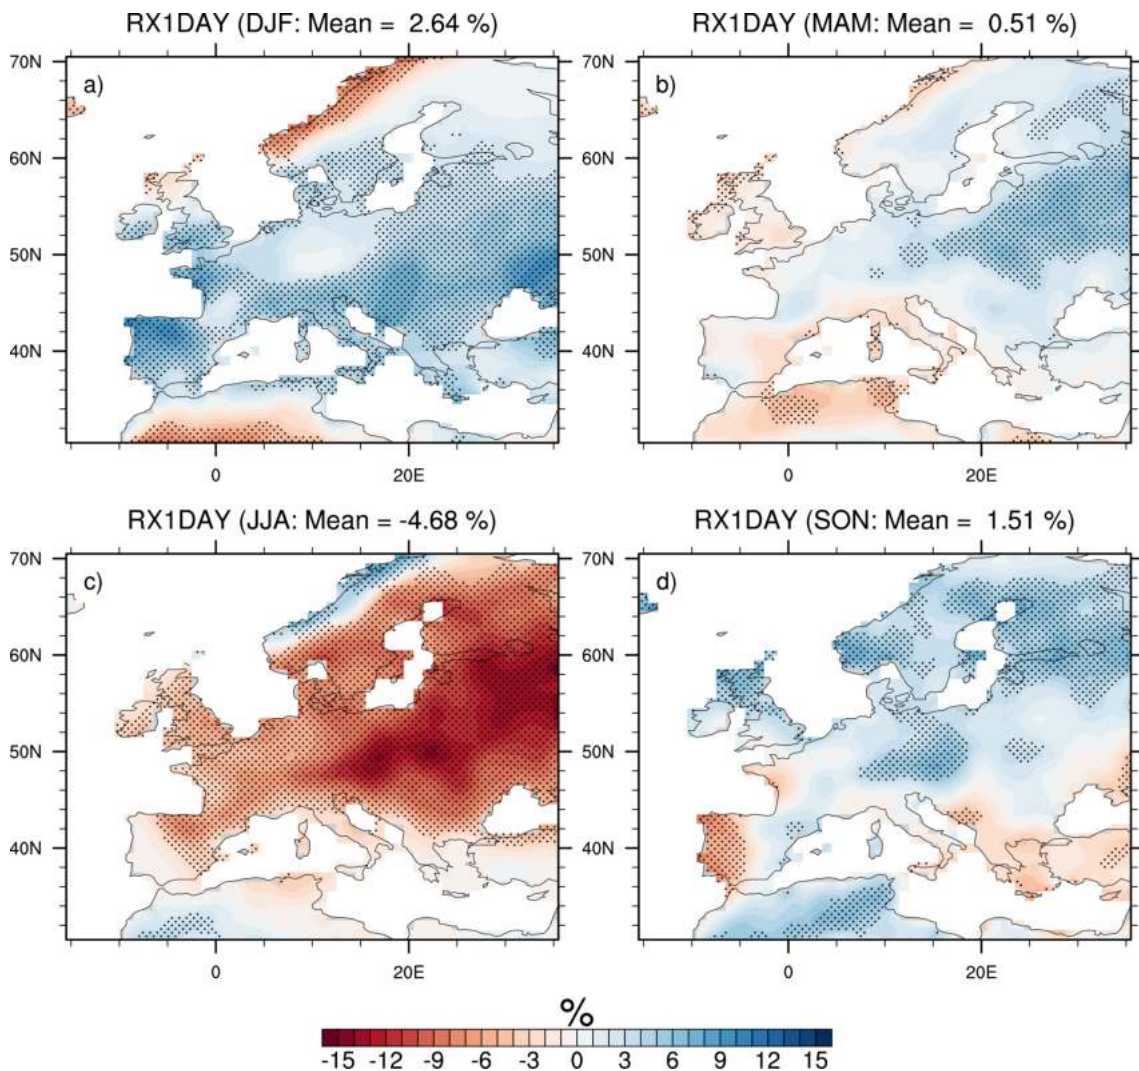 RX1DAY (DJF: Mean = 2.64 %)
RX1DAY (MAM: Mean = 0.51 %)
70N
60N
50N
40N
a)
0
20E
70N
60N
50N
40N
b)
0
20E
RX1DAY (JJA: Mean = -4.68 %)
RX1DAY (SON: Mean = 1.51 %)
70N
60N
50N
40N
c)
0
20E
70N
60N
50N
40N
d)
0
20E
%
-15 -12 -9 -6 -3 0 3 6 9 12 15